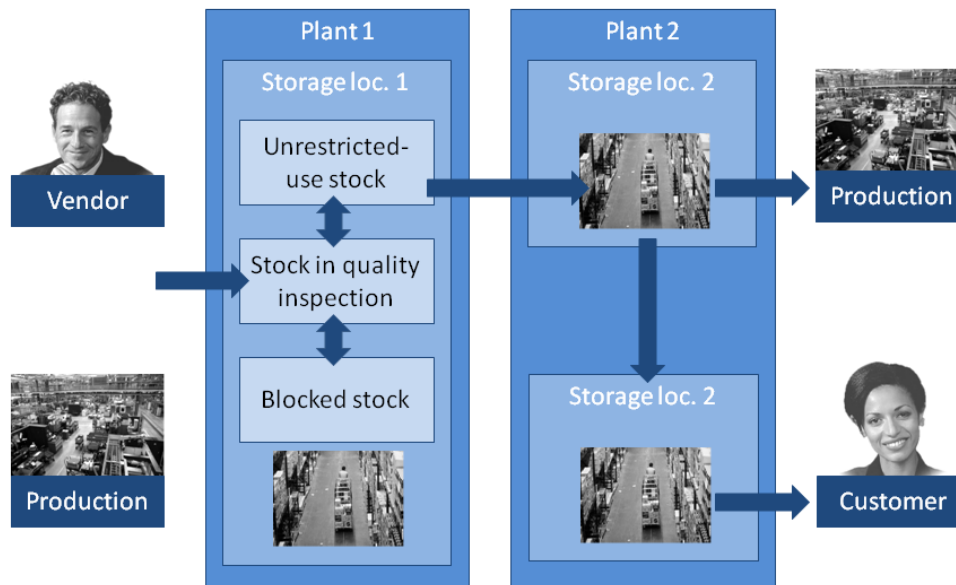 Plant 1
Storage loc. 1
Unrestricted-
use stock
Stock in quality
inspection
Blocked stock
Vendor
Production
Plant 2
Storage loc. 2
Storage loc. 2
Production
Customer